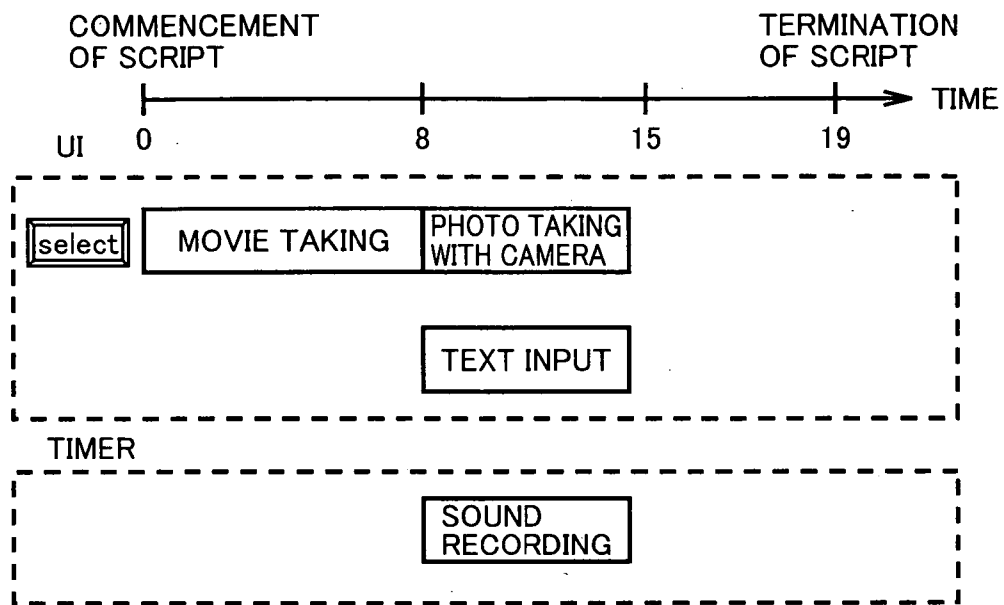 COMMENCEMENT
OF SCRIPT
TERMINATION
OF SCRIPT
TIME
0
8
15
19
UI
select
MOVIE TAKING
PHOTO TAKING
WITH CAMERA
TEXT INPUT
TIMER
SOUND
RECORDING